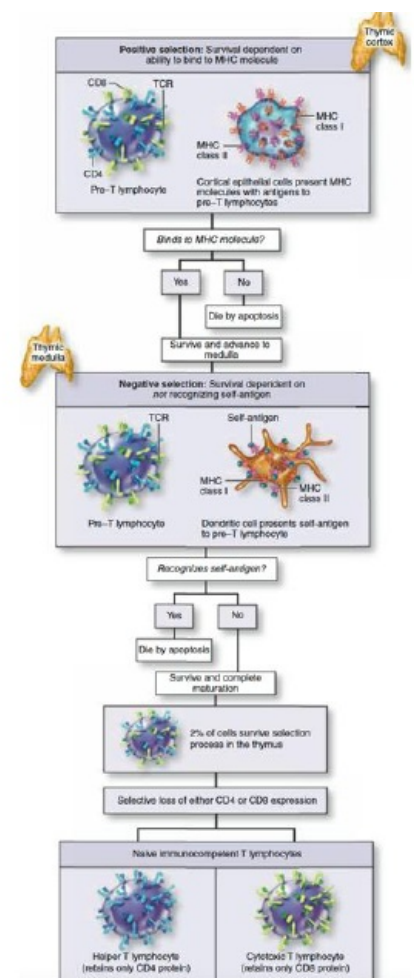 Thymic
cortex
Positive selection: Survival dependent on
ability to bind to MHC molecule
CD8
TCR
MHC
class I
MHC
class II
CD4
Pre–T lymphocyte
Cortical epithelial cells present MHC
molecules with antigens to
pre–T lymphocytes
Binds to MHC molecule?
Yes
No
Die by apoptosis
Survive and advance to
medulla
Thymic
medulla
Negative selection: Survival dependent on
not recognizing self-antigen
TCR
Self-antigen
MHC
class I
MHC
class II
Pre–T lymphocyte
Dendritic cell presents self-antigen
to pre–T lymphocyte
Recognizes self-antigen?
Yes
No
Die by apoptosis
Survive and complete
maturation
2% of cells survive selection
process in the thymus
Selective loss of either CD4 or CD8 expression
Naive immunocompetent T lymphocytes
Helper T lymphocyte
(retains only CD4 protein)
Cytotoxic T lymphocyte
(retains only CD8 protein)